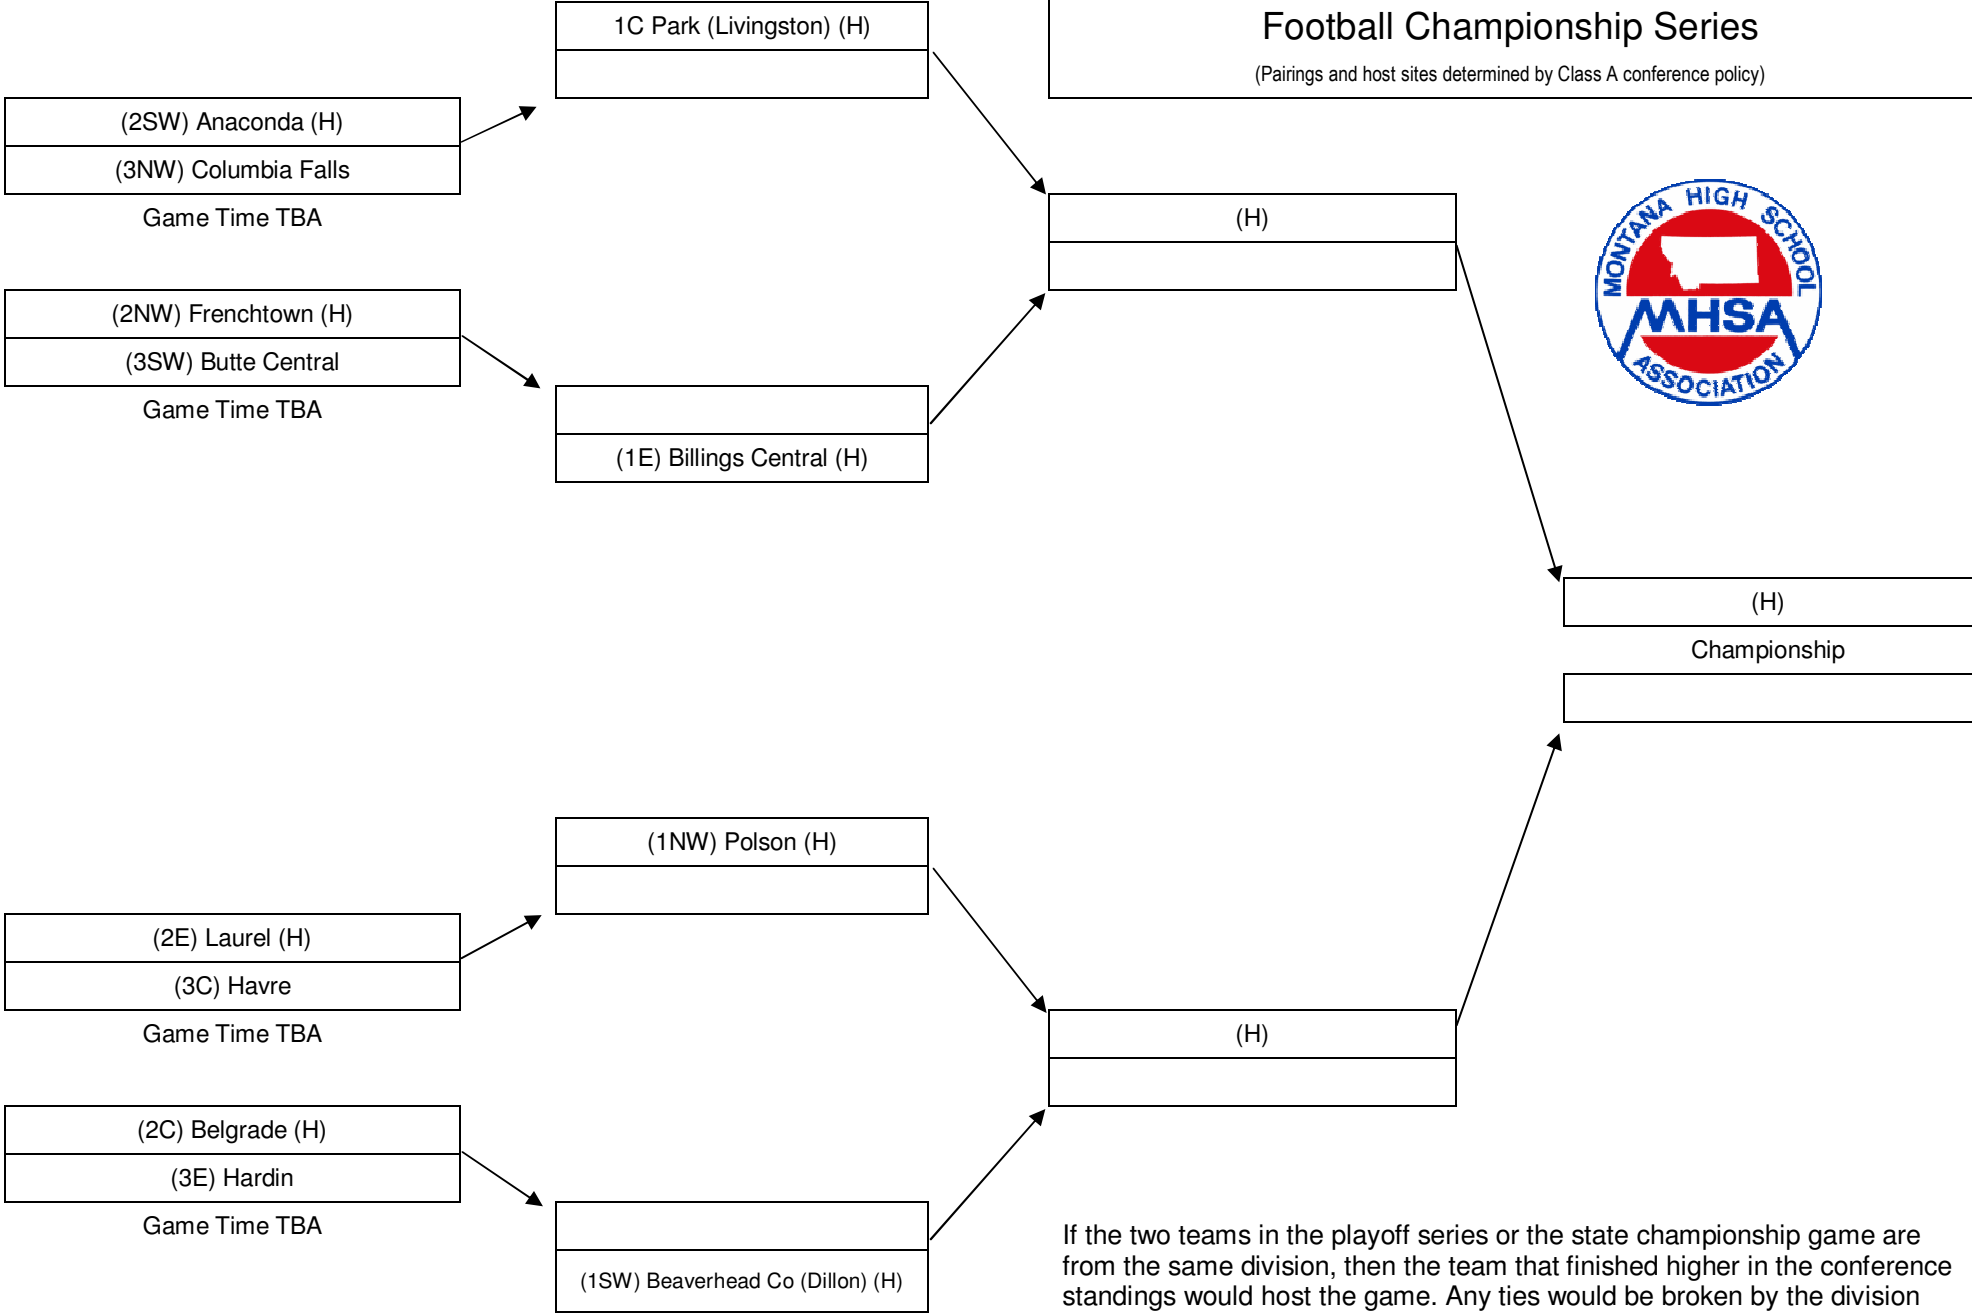 1C Park (Livingston) (H)
Football Championship Series
(Pairings and host sites determined by Class A conference policy)
(2SW) Anaconda (H)
(3NW) Columbia Falls
Game Time TBA
(H)
MONTANA HIGH SCHOOL
MHSA
ASSOCIATION
(2NW) Frenchtown (H)
(3SW) Butte Central
Game Time TBA
(1E) Billings Central (H)
(H)
Championship
(1NW) Polson (H)
(2E) Laurel (H)
(3C) Havre
Game Time TBA
(H)
(2C) Belgrade (H)
(3E) Hardin
Game Time TBA
(1SW) Beaverhead Co (Dillon) (H)
If the two teams in the playoff series or the state championship game are
from the same division, then the team that finished higher in the conference
standings would host the game. Any ties would be broken by the division